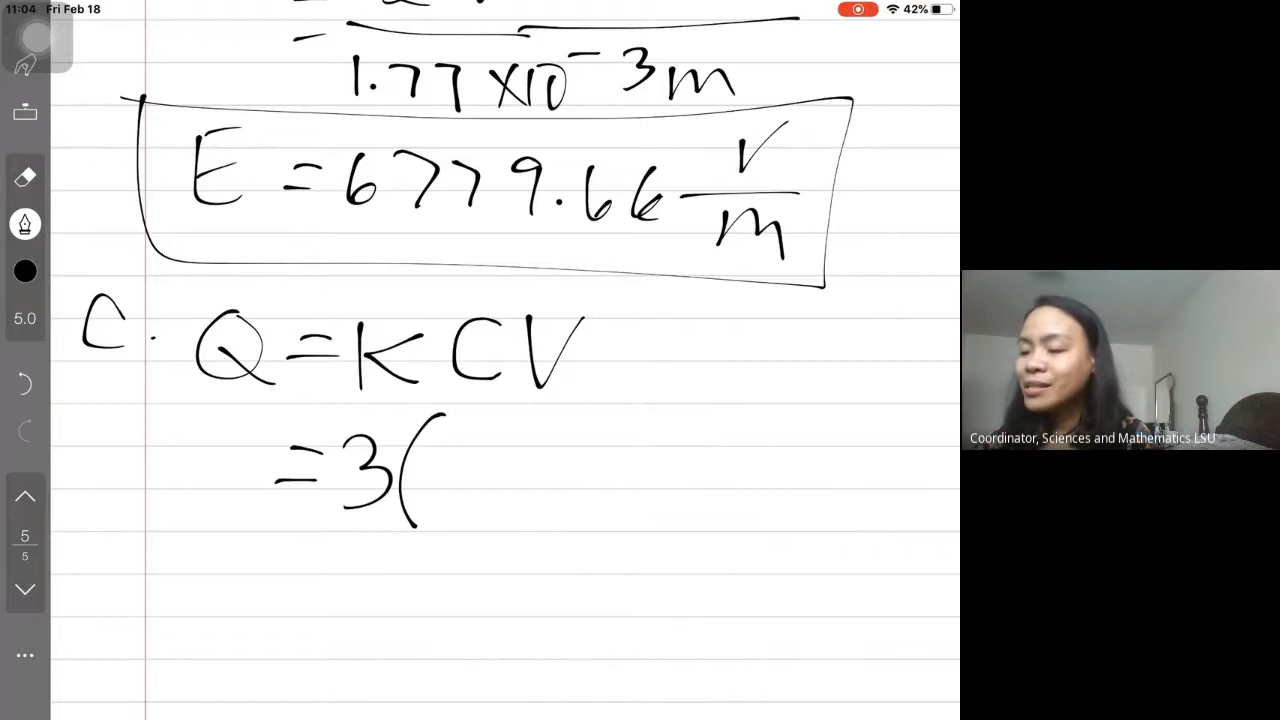 11:04 Fri Feb 18
42%
=
1.77 X10⁻³m
E = 6779.66 V/m
5.0
C. Q = K C V
= 3(
5
5
...
Coordinator, Sciences and Mathematics LSU